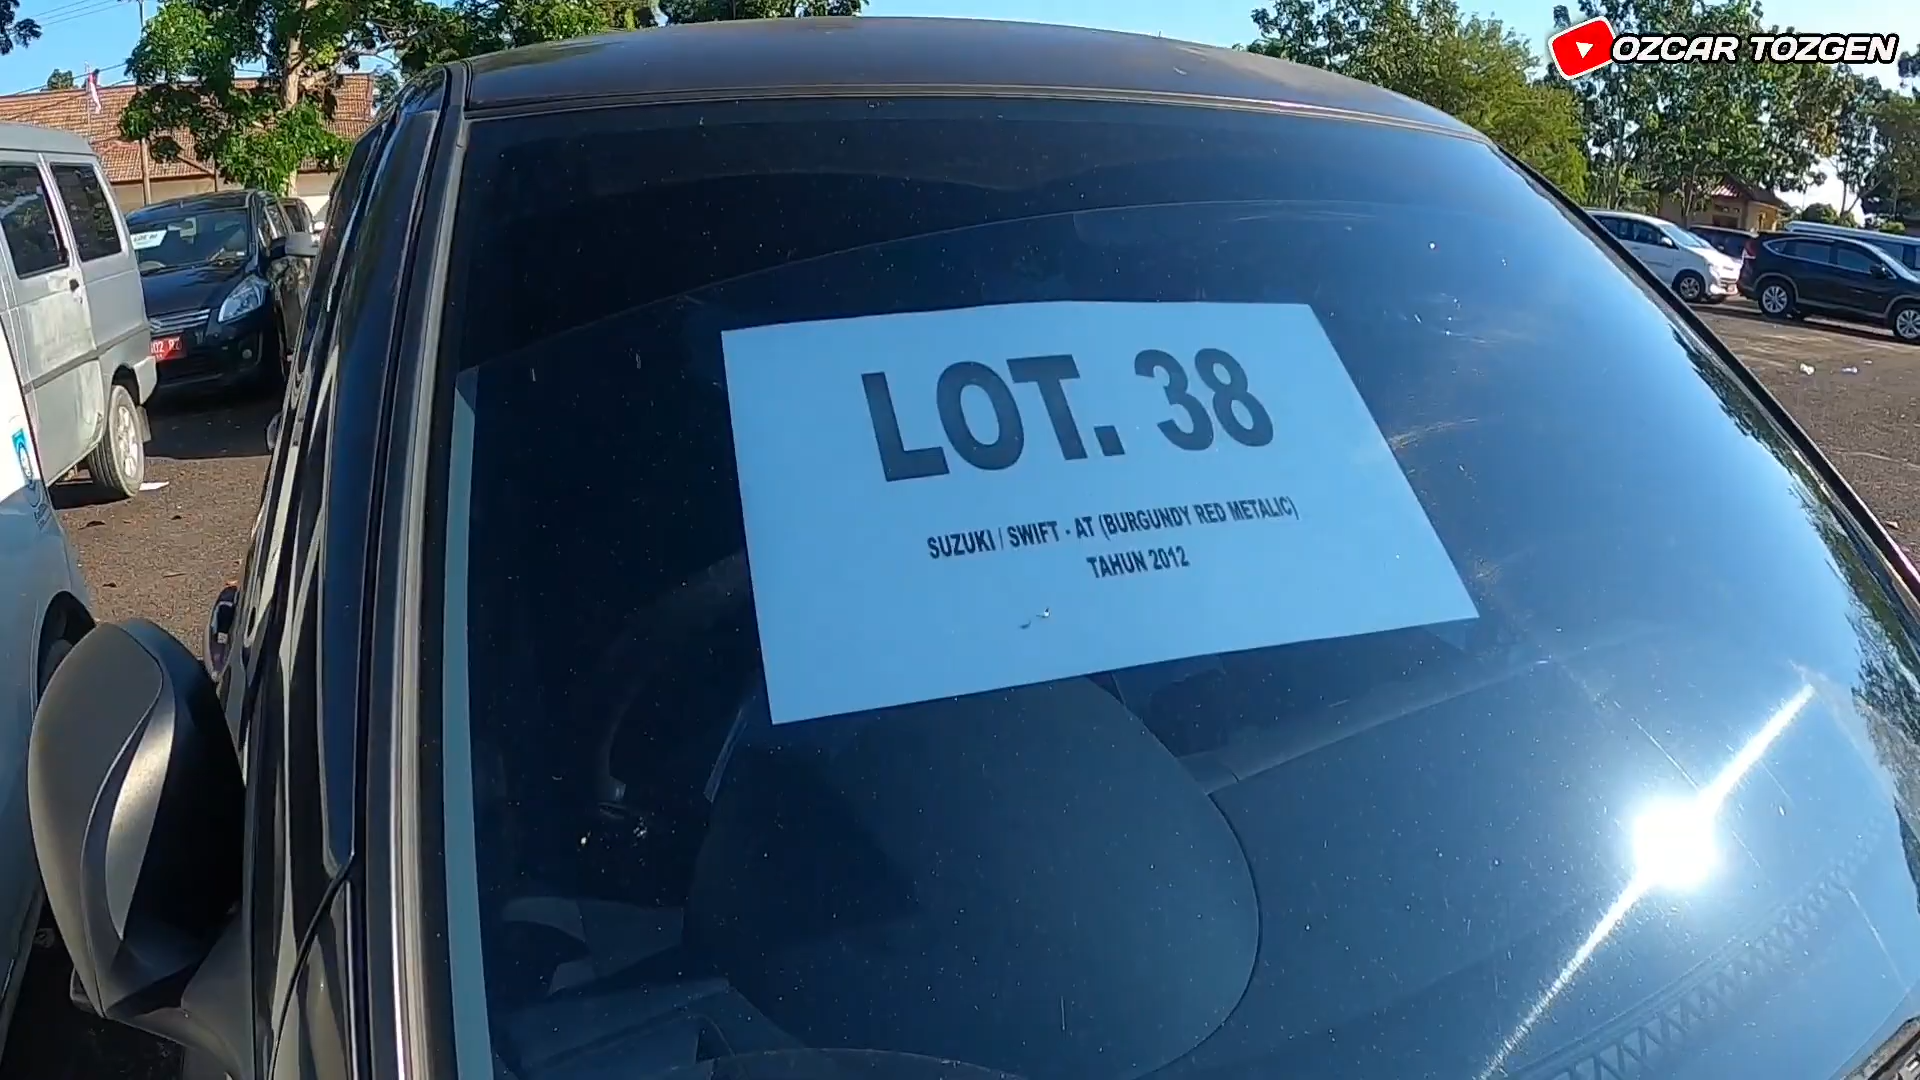 OZCAR TOZGEN
LOT. 38
SUZUKI / SWIFT - AT (BURGUNDY RED METALIC)
TAHUN 2012